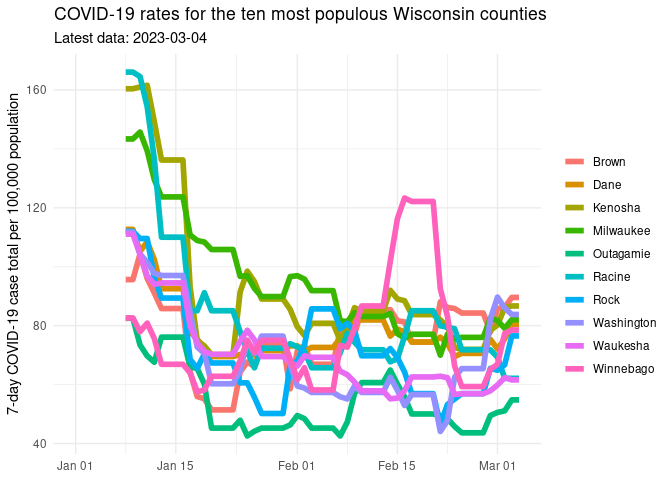 COVID-19 rates for the ten most populous Wisconsin counties
Latest data: 2023-03-04
7-day COVID-19 case total per 100,000 population
160
120
80
40
Jan 01
Jan 15
Feb 01
Feb 15
Mar 01
Brown
Dane
Kenosha
Milwaukee
Outagamie
Racine
Rock
Washington
Waukesha
Winnebago